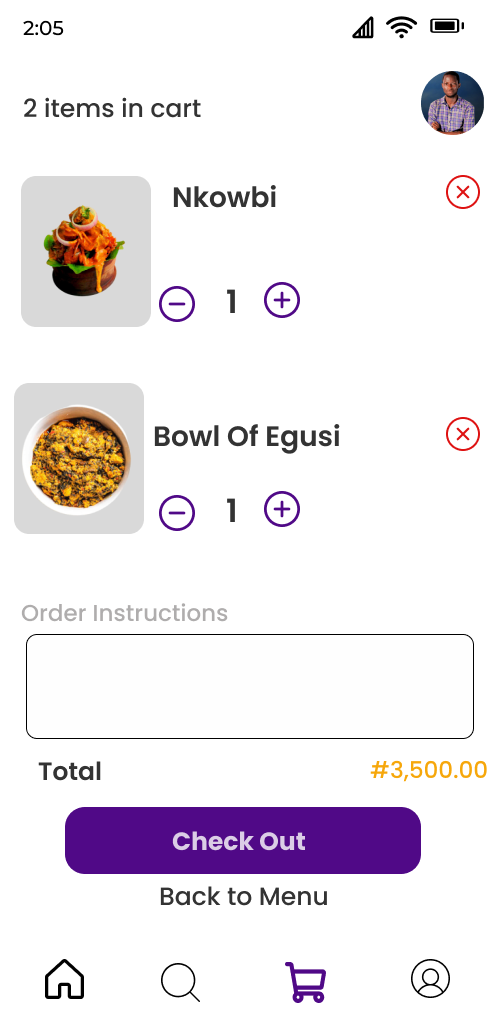 2:05
2 items in cart
Nkowbi
1
Bowl Of Egusi
1
Order Instructions
Total #3,500.00
Check Out
Back to Menu